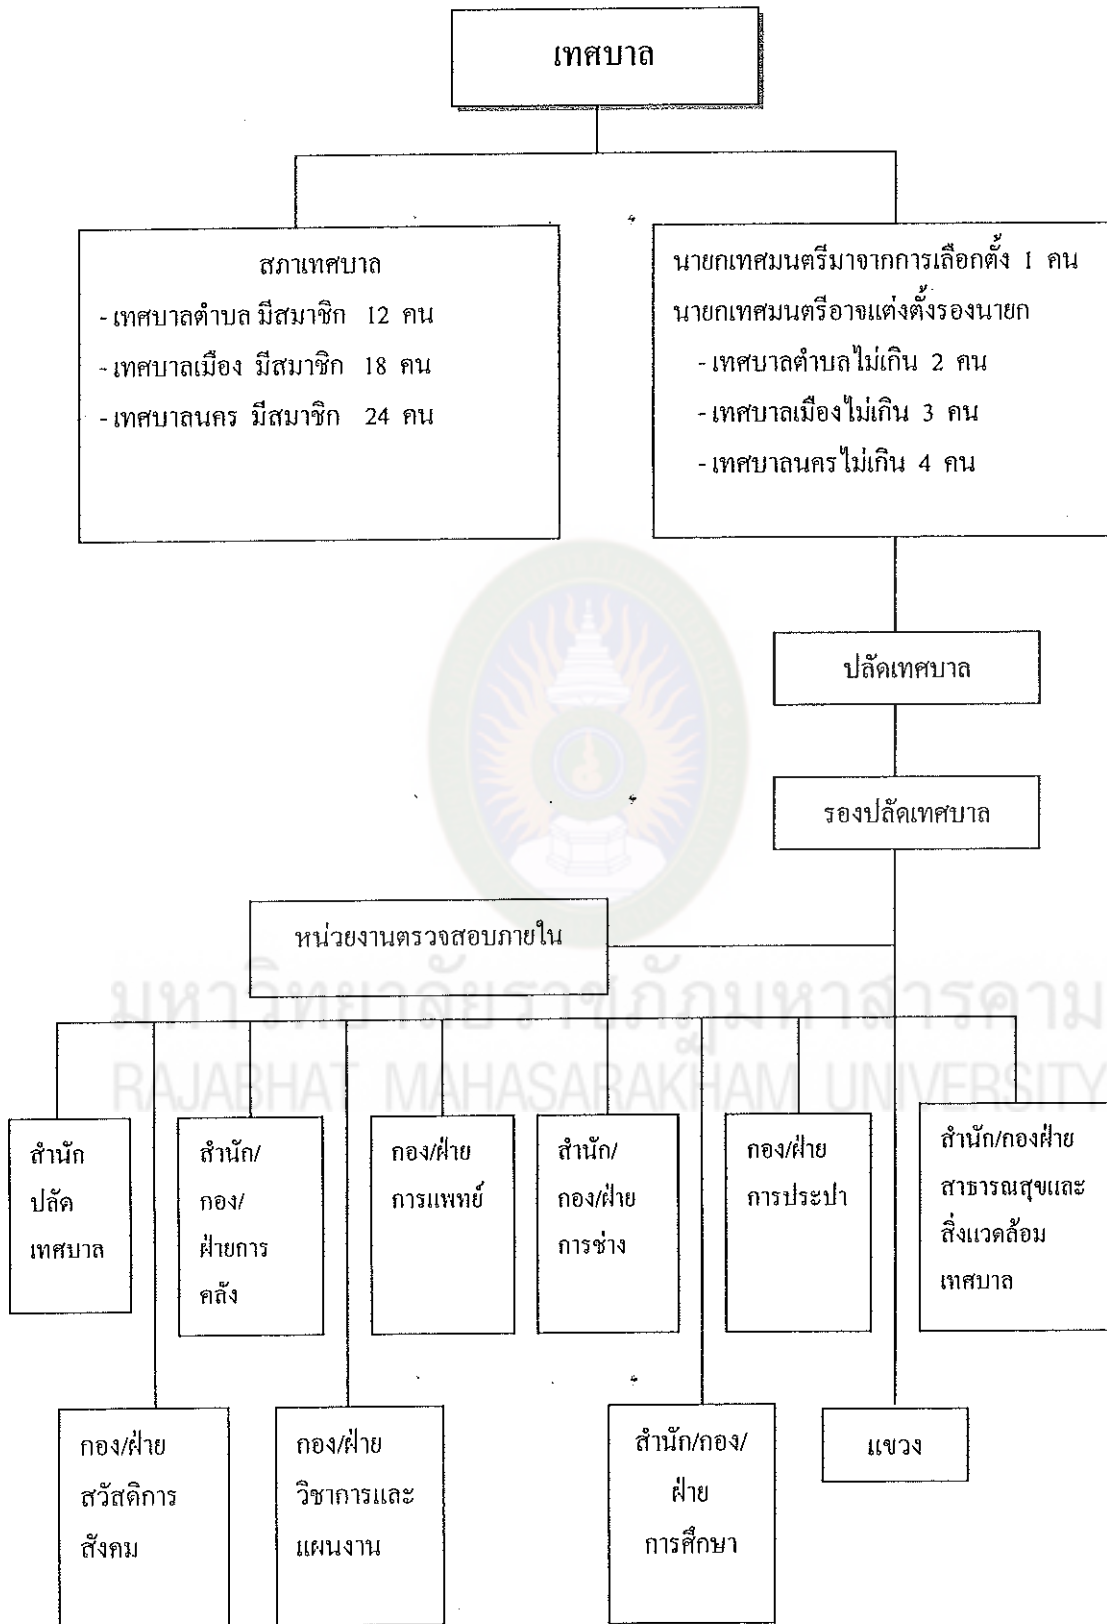 เทศบาล
สภาเทศบาล
-เทศบาลตำบล มีสมาชิก 12 คน
-เทศบาลเมือง มีสมาชิก 18 คน
-เทศบาลนคร มีสมาชิก 24 คน
นายกเทศมนตรีมาจากการเลือกตั้ง 1 คน
นายกเทศมนตรีอาจแต่งตั้งรองนายก
-เทศบาลตำบลไม่เกิน 2 คน
-เทศบาลเมืองไม่เกิน 3 คน
-เทศบาลนครไม่เกิน 4 คน
ปลัดเทศบาล
รองปลัดเทศบาล
หน่วยงานตรวจสอบภายใน
มหาวิทยาลัยราชภัฏมหาสารคาม
RAJABHAT MAHASARAKHAM UNIVERSITY
สำนัก
ปลัด
เทศบาล
สำนัก/
กอง/
ฝ่ายการ
คลัง
กอง/ฝ่าย
การแพทย์
สำนัก/
กอง/ฝ่าย
การช่าง
กอง/ฝ่าย
การประปา
สำนัก/กองฝ่าย
สาธารณสุขและ
สิ่งแวดล้อม
เทศบาล
กอง/ฝ่าย
สวัสดิการ
สังคม
กอง/ฝ่าย
วิชาการและ
แผนงาน
สำนัก/กอง/
ฝ่าย
การศึกษา
แขวง